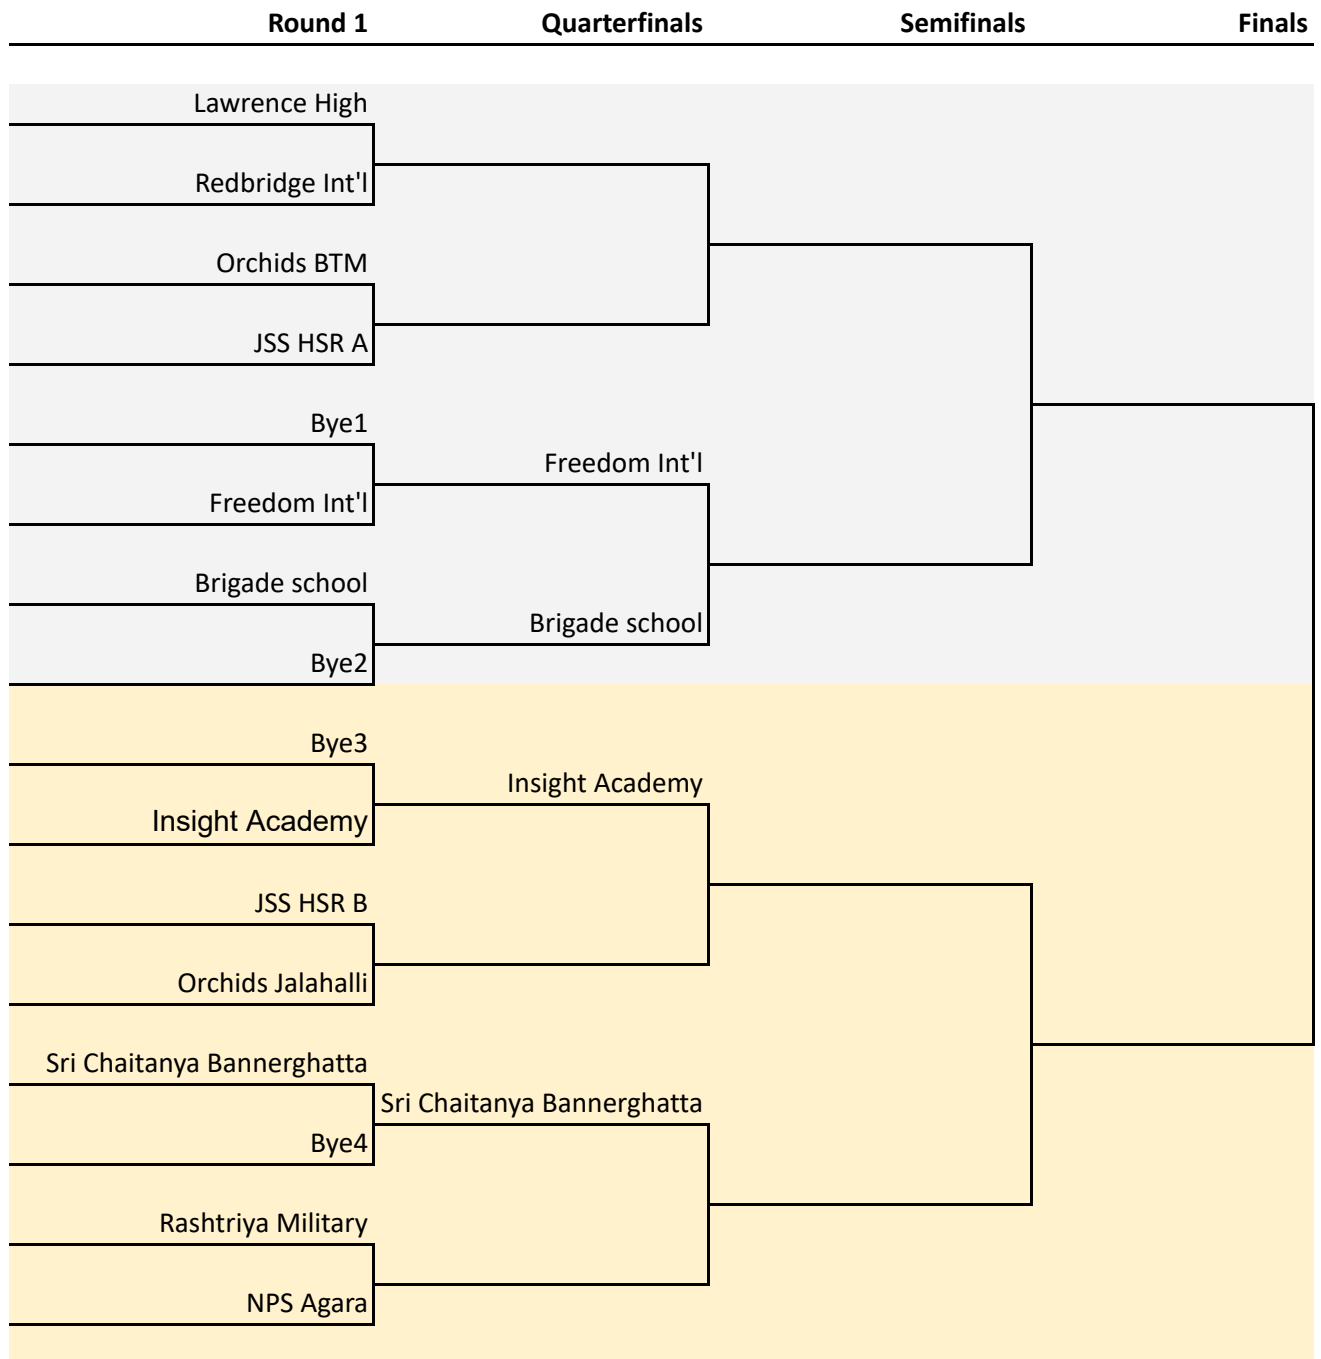 Round 1 Quarterfinals Semifinals Finals
Lawrence High
Redbridge Int'l
Orchids BTM
JSS HSR A
Bye1
Freedom Int'l
Freedom Int'l
Brigade school
Brigade school
Bye2
Bye3
Insight Academy
Insight Academy
JSS HSR B
Orchids Jalahalli
Sri Chaitanya Bannerghatta
Sri Chaitanya Bannerghatta
Bye4
Rashtriya Military
NPS Agara